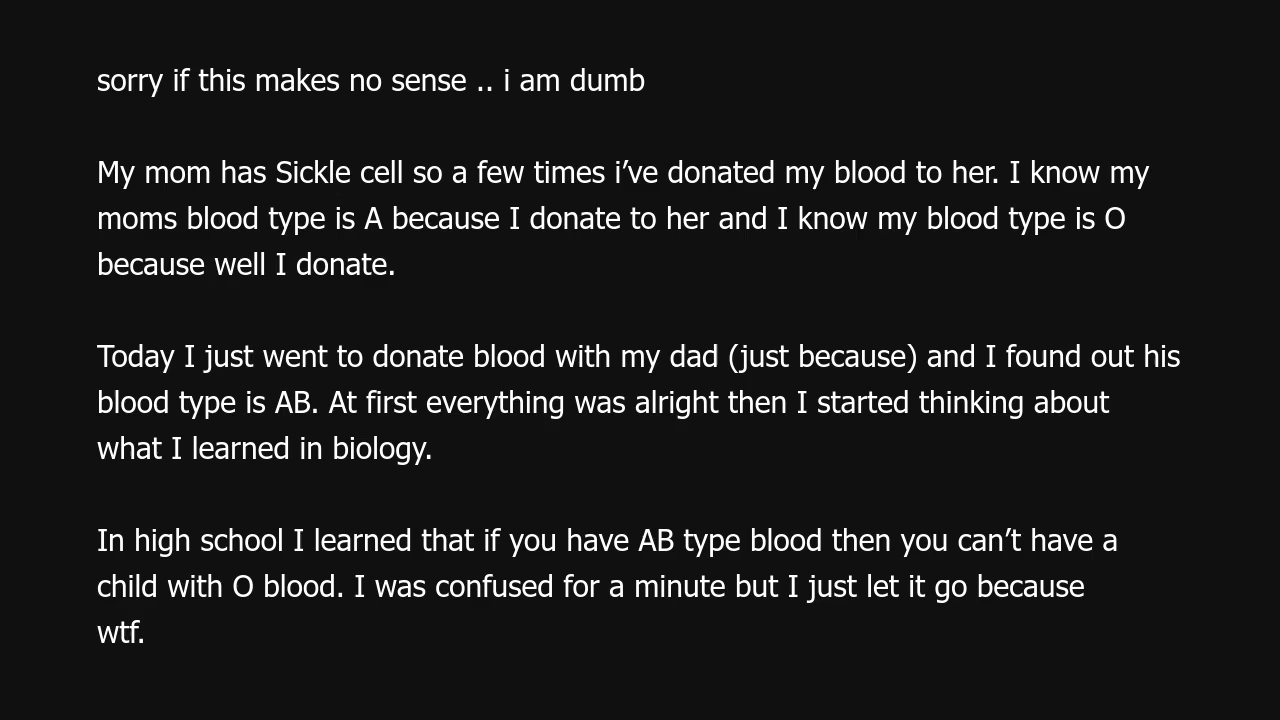 sorry if this makes no sense .. i am dumb
My mom has Sickle cell so a few times i’ve donated my blood to her. I know my
moms blood type is A because I donate to her and I know my blood type is O
because well I donate.
Today I just went to donate blood with my dad (just because) and I found out his
blood type is AB. At first everything was alright then I started thinking about
what I learned in biology.
In high school I learned that if you have AB type blood then you can’t have a
child with O blood. I was confused for a minute but I just let it go because
wtf.